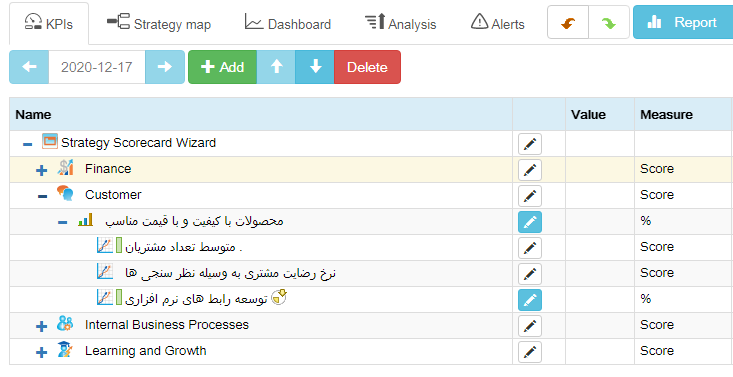 KPIs Strategy map Dashboard Analysis Alerts Report
2020-12-17 Add Delete
Name Value Measure
Strategy Scorecard Wizard
Finance Score
Customer Score
محصولات با کیفیت و با قیمت مناسب %
متوسط تعداد مشتریان . Score
نرخ رضایت مشتری به وسیله نظر سنجی ها Score
توسعه رابط های نرم افزاری %
Internal Business Processes Score
Learning and Growth Score